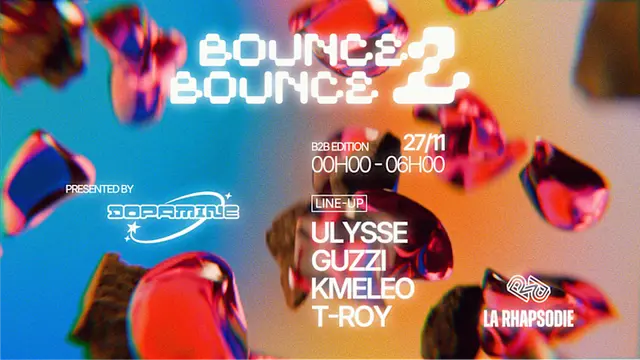 BOUNCE
BOUNCE 2
B2B EDITION 27/11
00H00 - 06H00
PRESENTED BY
DOPAMINE
LINE-UP
ULYSSE
GUZZI
KMELEO
T-ROY
LA RHAPSODIE